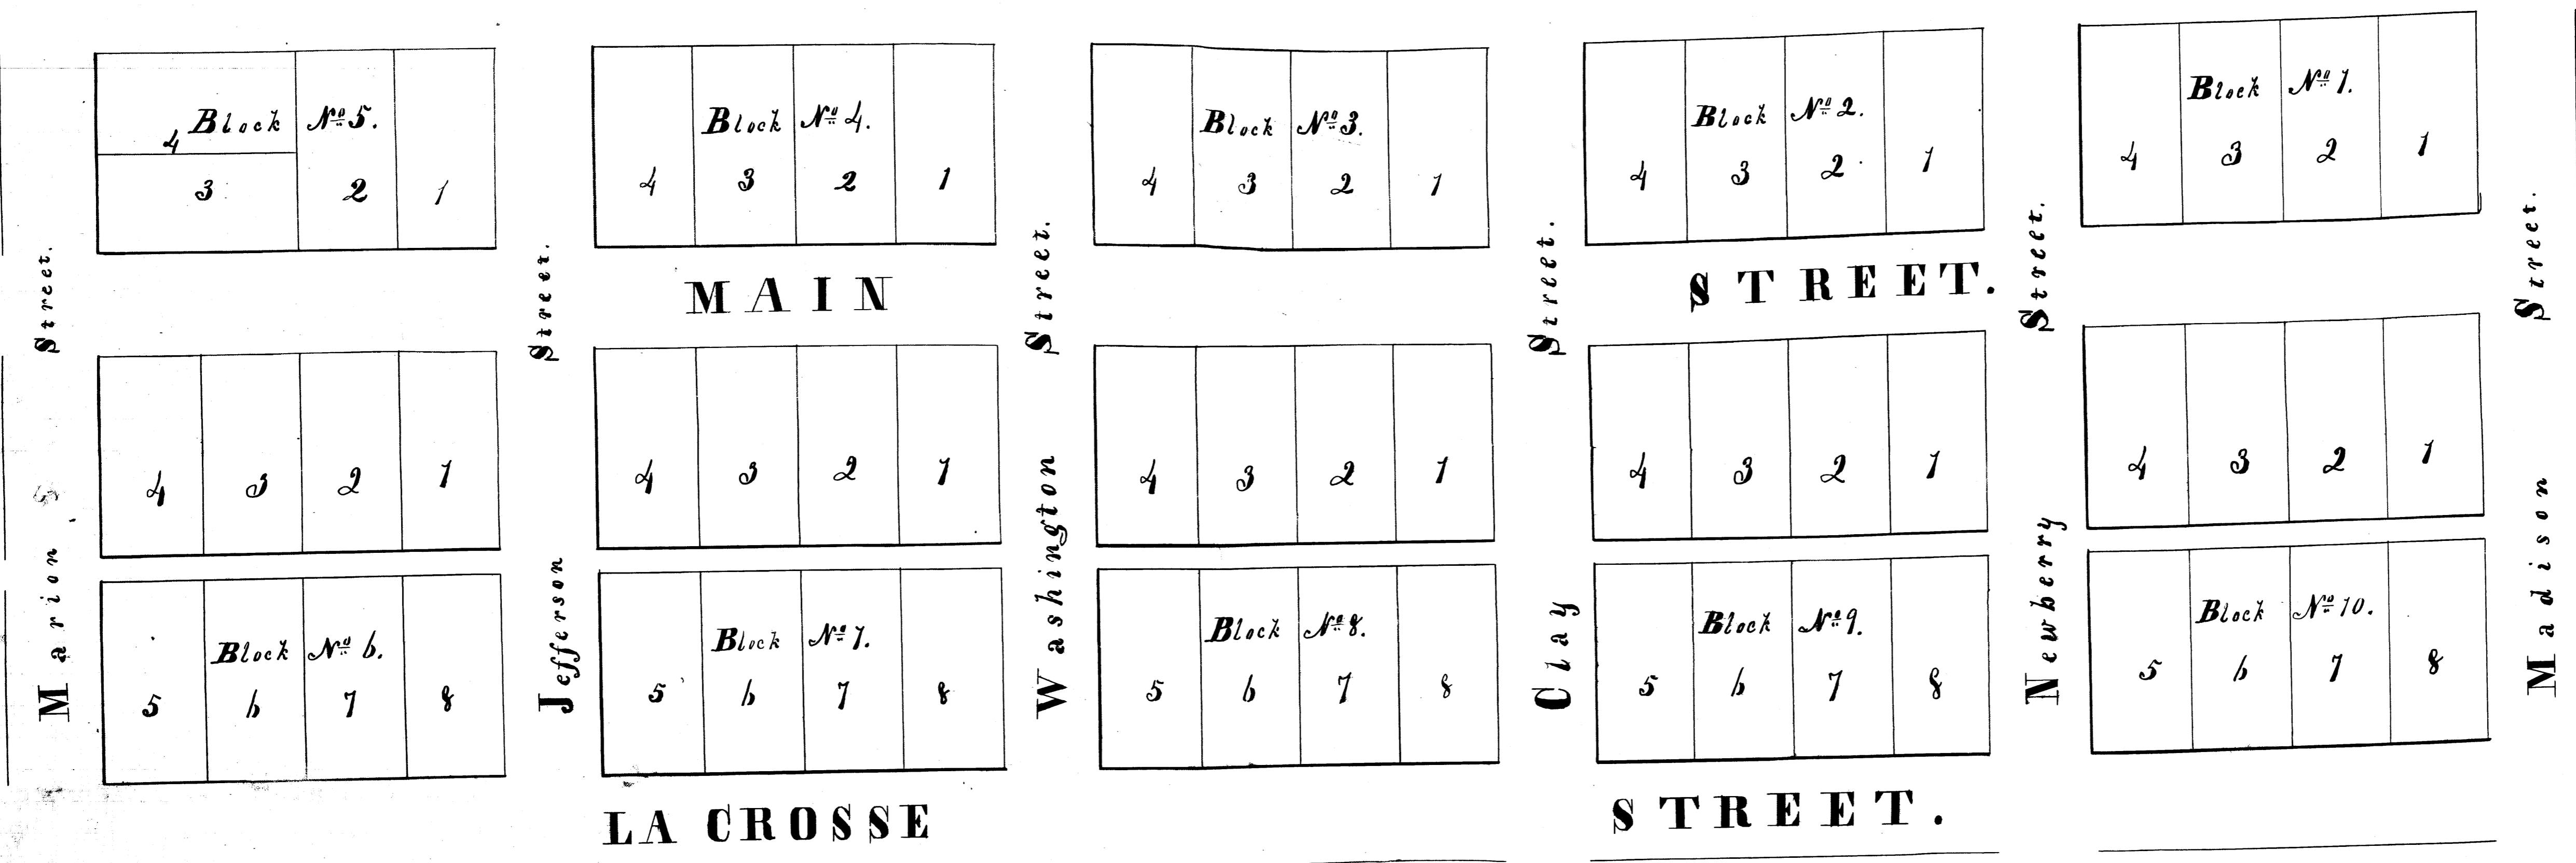 Block Nº 5.
4
3 2 1
Block Nº 4.
4 3 2 1
Block Nº 3.
4 3 2 1
Block Nº 2.
4 3 2 1
Block Nº 1.
4 3 2 1
MAIN STREET.
4 3 2 1
5 6 7 8
Block Nº 6.
4 3 2 1
Block Nº 7.
5 6 7 8
4 3 2 1
Block Nº 8.
5 6 7 8
4 3 2 1
Block Nº 9.
5 6 7 8
4 3 2 1
Block Nº 10.
5 6 7 8
Marion Street.
Jefferson Street.
Washington Street.
Clay Street.
Newberry Street.
Madison Street.
LA CROSSE STREET.